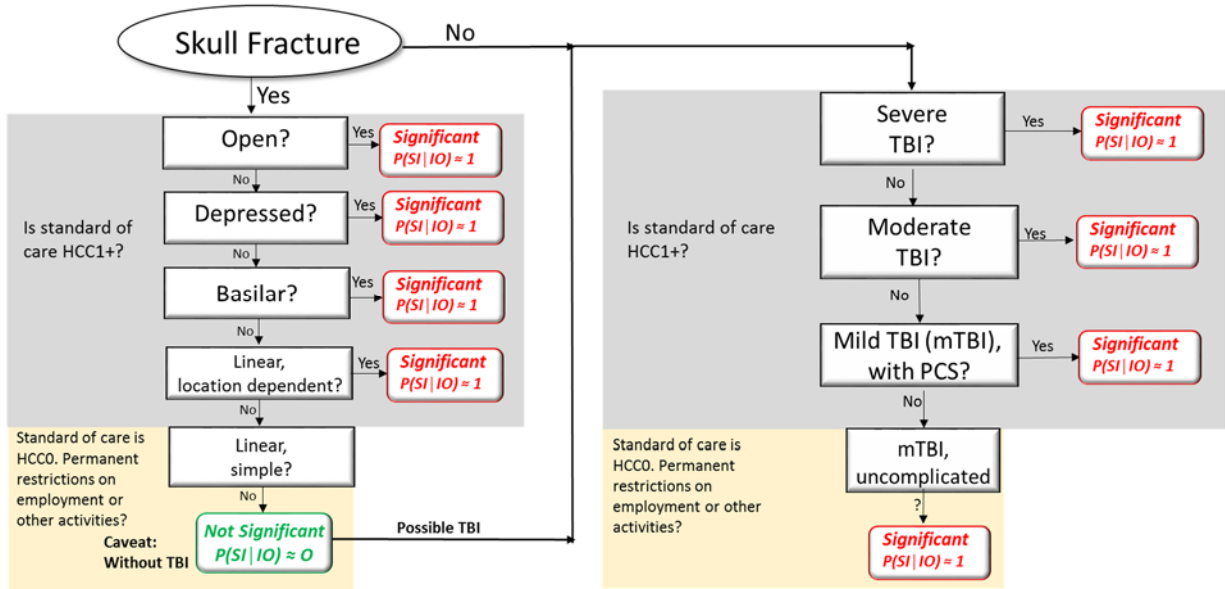 Skull Fracture
No
Yes
Is standard of
care HCC1+?
Open?
Yes
Significant
P(SI|IO) ≈ 1
No
Depressed?
Yes
Significant
P(SI|IO) ≈ 1
No
Basilar?
Yes
Significant
P(SI|IO) ≈ 1
No
Linear,
location dependent?
Yes
Significant
P(SI|IO) ≈ 1
No
Standard of care is
HCC0. Permanent
restrictions on
employment or
other activities?
Linear,
simple?
No
Caveat:
Without TBI
Not Significant
P(SI|IO) ≈ O
Possible TBI
Is standard of care
HCC1+?
Severe
TBI?
Yes
Significant
P(SI|IO) ≈ 1
No
Moderate
TBI?
Yes
Significant
P(SI|IO) ≈ 1
No
Mild TBI (mTBI),
with PCS?
Yes
Significant
P(SI|IO) ≈ 1
No
Standard of care is
HCC0. Permanent
restrictions on
employment or other
activities?
mTBI,
uncomplicated
?
Significant
P(SI|IO) ≈ 1